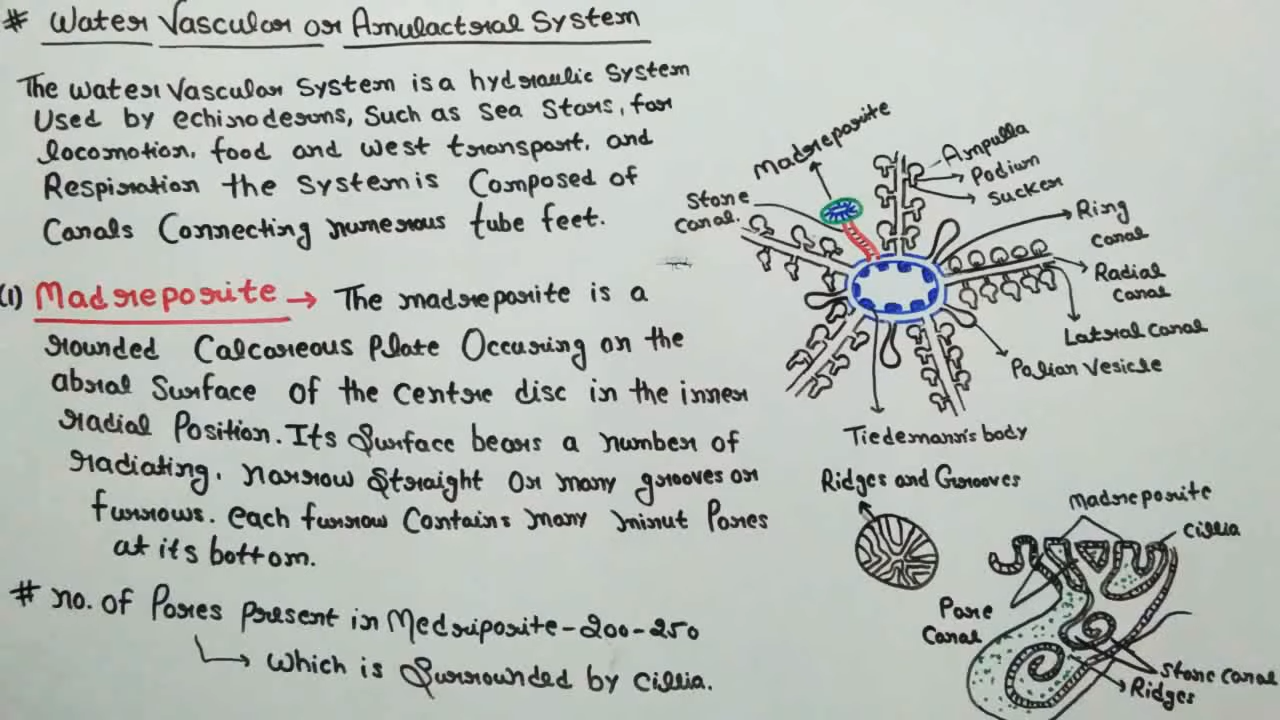 # Water Vascular or Amulactral System
The Water Vascular System is a hydraulic System
Used by echinoderms, Such as Sea Stars, for
locomotion, food and west transport, and
Respiration the System is Composed of
Canals Connecting numerous tube feet.
(1) Madreporite → The madreporite is a
rounded Calcareous Plate Occuring on the
abral Surface of the Centre disc in the inner
radial Position. Its Surface bears a number of
radiating, narrow Straight Or many grooves or
furrows. each furrow Contains many minut Pores
at its bottom.
# no. of Pores present in Medriporite - 200-250
→ Which is Surrounded by Cillia.
Madreporite
Ampulla
Podium
Sucker
Stone
Canal.
Ring
Canal
Radial
Canal
Latral Canal
Polian Vesicle
Tiedemann's body
Ridges and Grooves
madreporite
Cillia
Pore
Canal
Stone Canal
Ridges